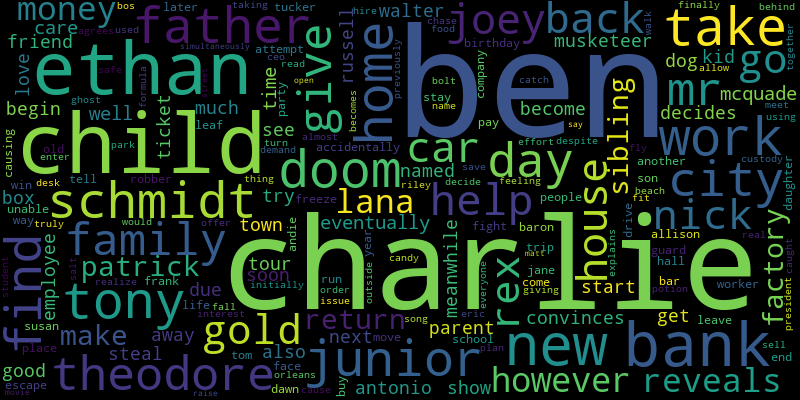 money bos later taking tucker
father
joey back take
care agrees used hire walter chase food finally behind
friend
simultaneously
musketeer
ethan
love
give
home
ben
go
russell
previously
birthday
dog kid allow together
safe attempt read open
formula
time
party
ceo
bolt
company
catch
mr mcquade
begin ghost well much
stay name
become
decides
meet using
causing
child
ticket
leaf
see turn
becomes
almost
accidentally
pay say
effort despite fly
work
old enter park
doom
car day
sibling
another
custody
robber demand thing
named
son
city
win desk tell
schmidt
try freeze riley
lana
help
decide feeling people
house
beach fit
daughter
box
unable
way truly
would offer
town
eventually
fight baron
drive
nick
real
find
family
charlie
andie
tour
soon
outside year
meanwhile
trip
explains
allison
guard hall
factory
caught
employee
patrick
candy
rex
jane
everyone
matt
come giving
start
bar potion
worker
president
student
salt
realize frank
due
run initially
order
life fall issue
tony
gold
return
song eric
parent
convinces
get
leave
susan
make
interest
away
next move
school
plan
new bank
place
good
steal
tom
also
face
junior
however
sell
end
escape
movie
theodore
orleans
dawn cause
raise
buy
antonio show
reveals
save
walk